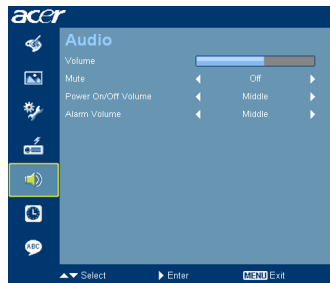 acer
Audio
Volume
Mute Off
Power On/Off Volume Middle
Alarm Volume Middle
ABC
Select Enter MENU Exit